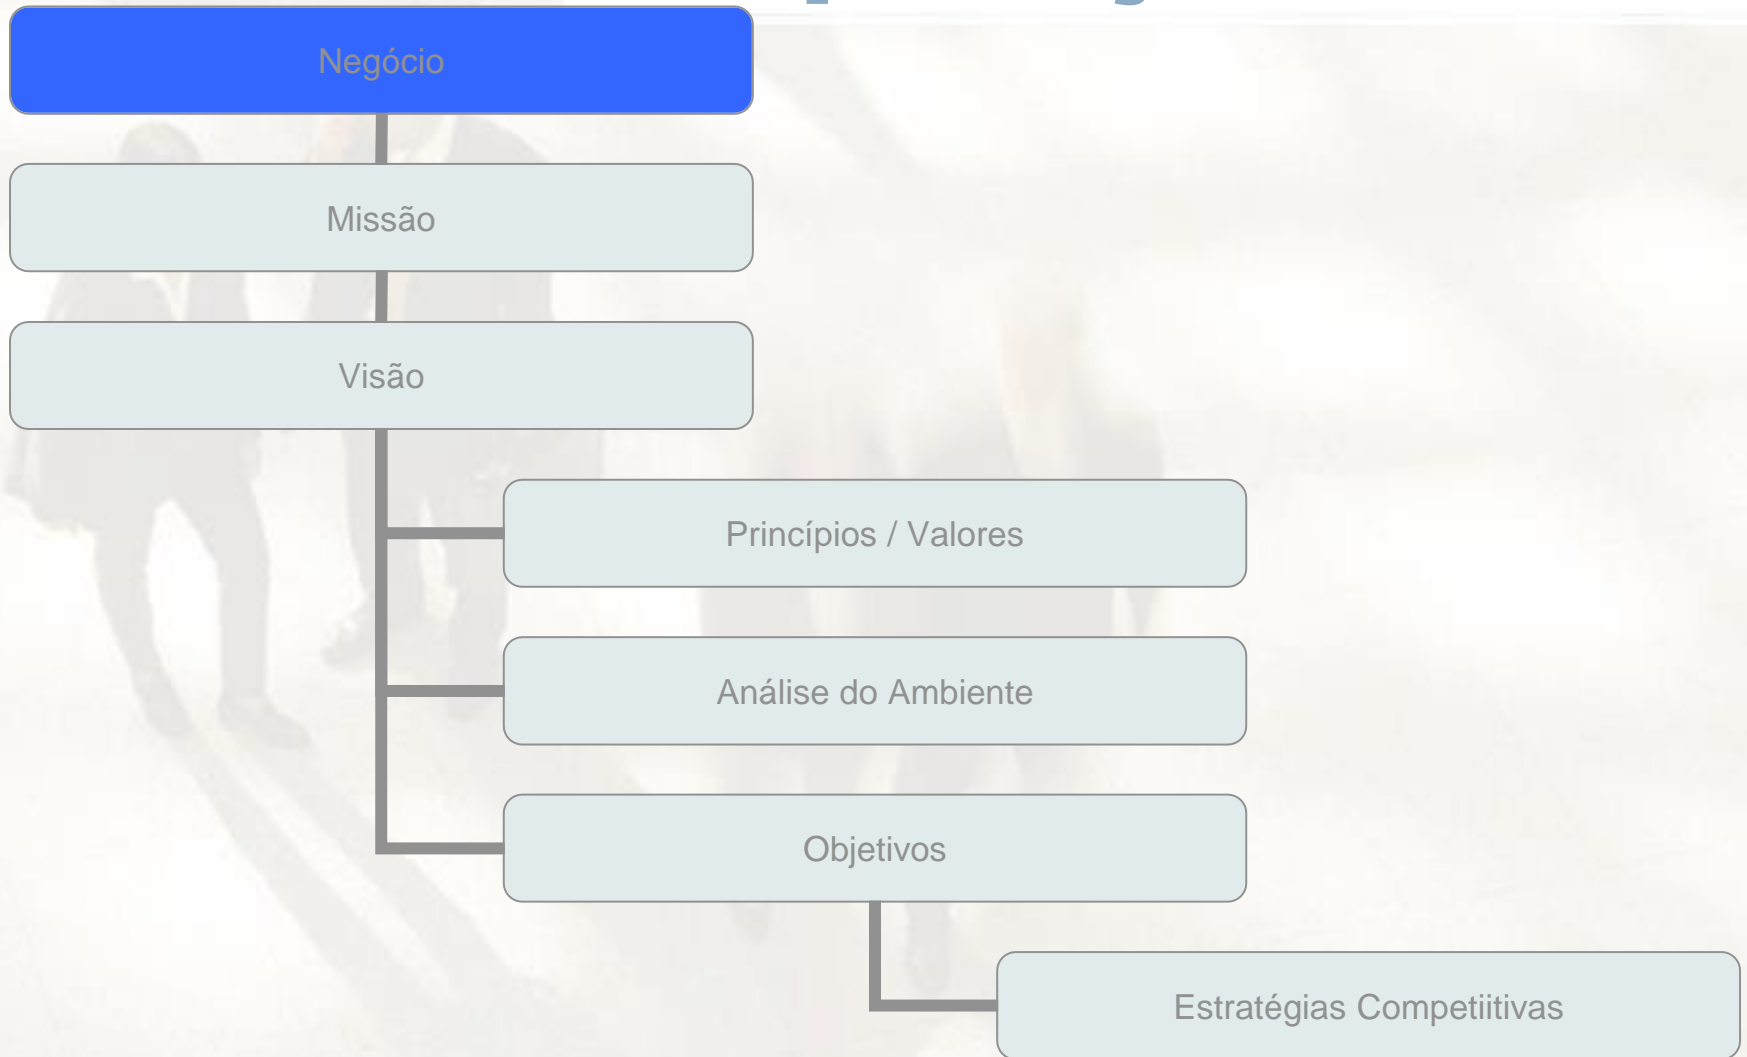 Negócio
Missão
Visão
Princípios / Valores
Análise do Ambiente
Objetivos
Estratégias Competiitivas